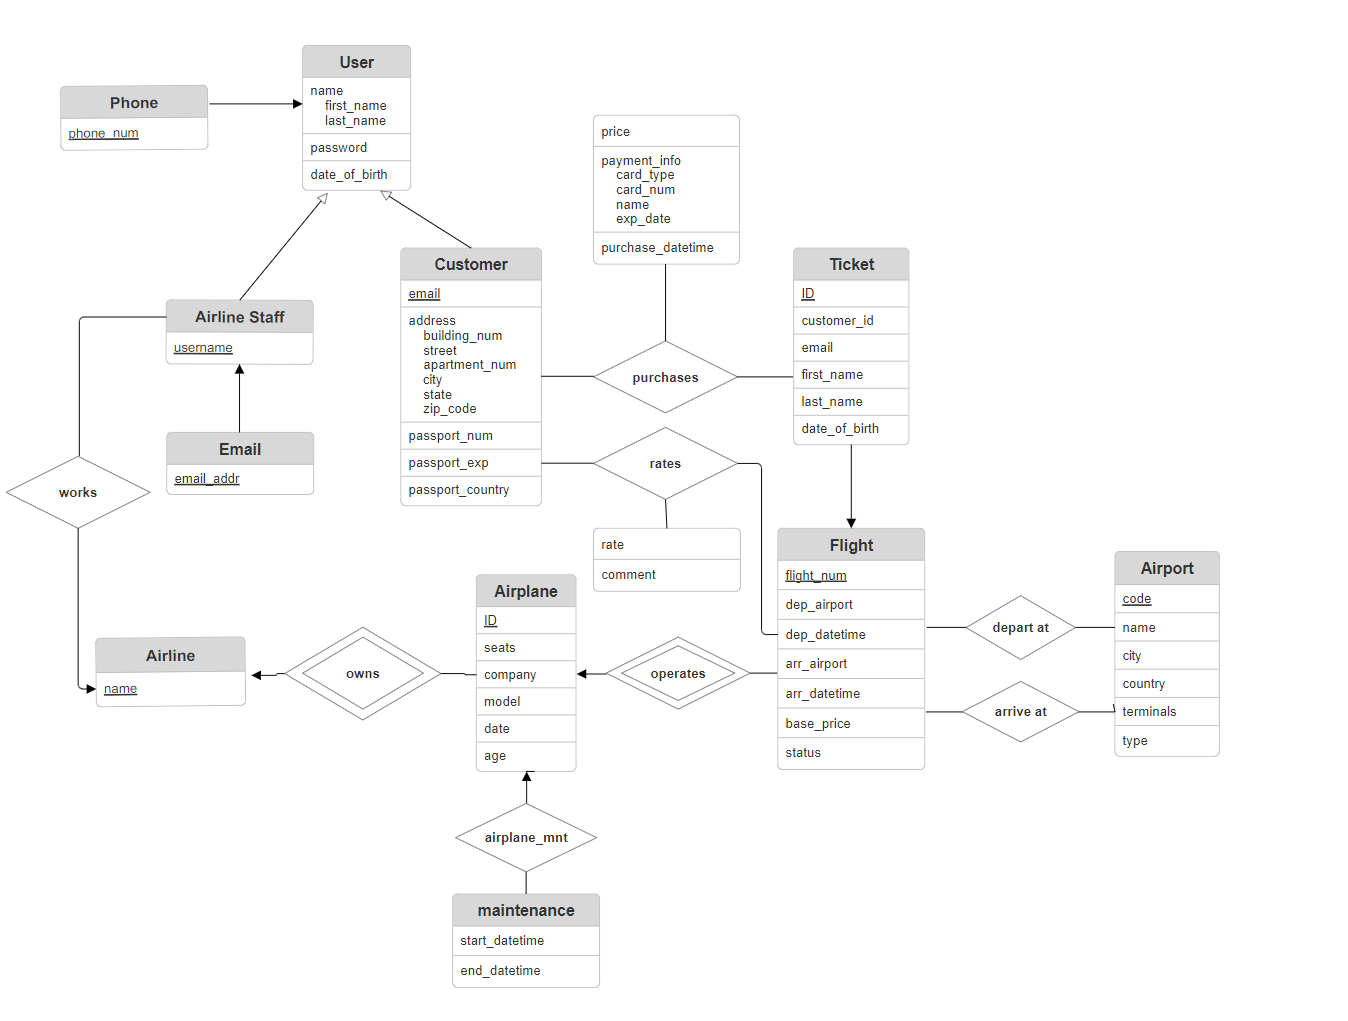 User
name
first_name
last_name
password
date_of_birth
Phone
phone_num
price
payment_info
card_type
card_num
name
exp_date
purchase_datetime
Customer
email
address
building_num
street
apartment_num
city
state
zip_code
passport_num
passport_exp
passport_country
Ticket
ID
customer_id
email
first_name
last_name
date_of_birth
Airline Staff
username
purchases
Email
email_addr
works
rates
rate
comment
Flight
flight_num
dep_airport
dep_datetime
arr_airport
arr_datetime
base_price
status
Airport
code
name
city
country
terminals
type
depart at
arrive at
Airplane
ID
seats
company
model
date
age
operates
owns
Airline
name
airplane_mnt
maintenance
start_datetime
end_datetime